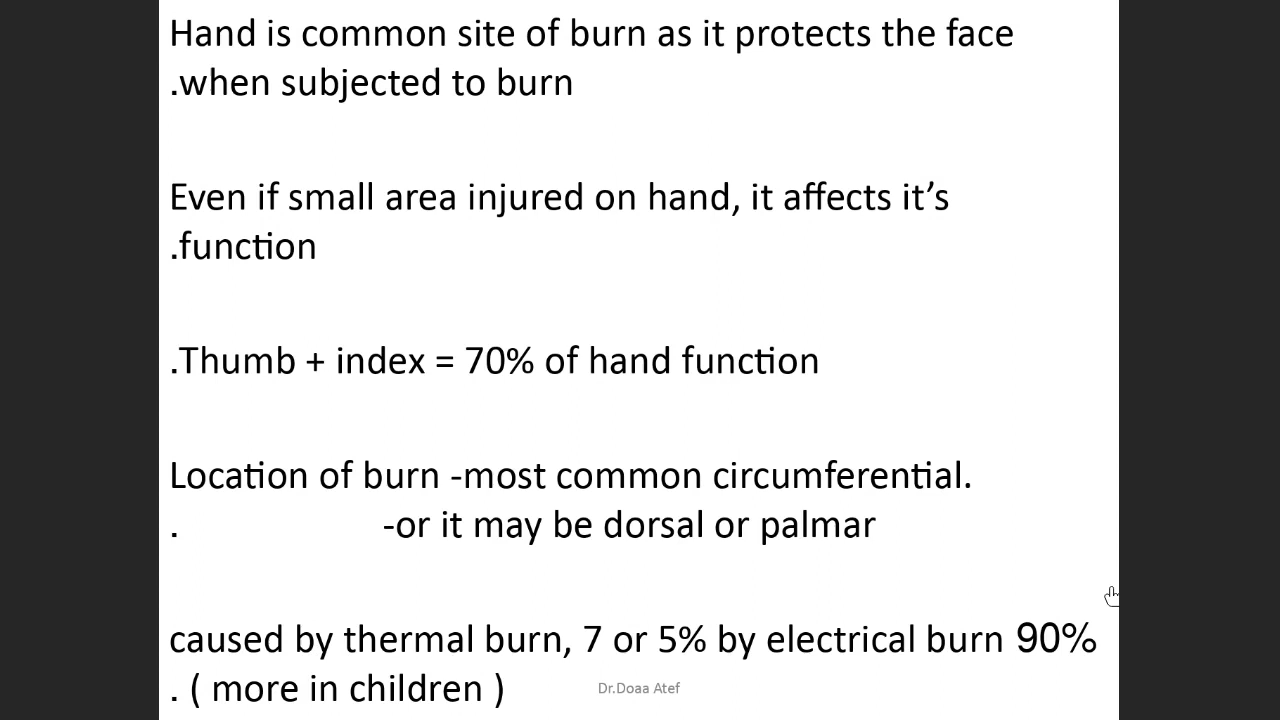 Hand is common site of burn as it protects the face
.when subjected to burn
Even if small area injured on hand, it affects it’s
.function
.Thumb + index = 70% of hand function
Location of burn -most common circumferential.
. -or it may be dorsal or palmar
caused by thermal burn, 7 or 5% by electrical burn 90%
. ( more in children )
Dr.Doaa Atef